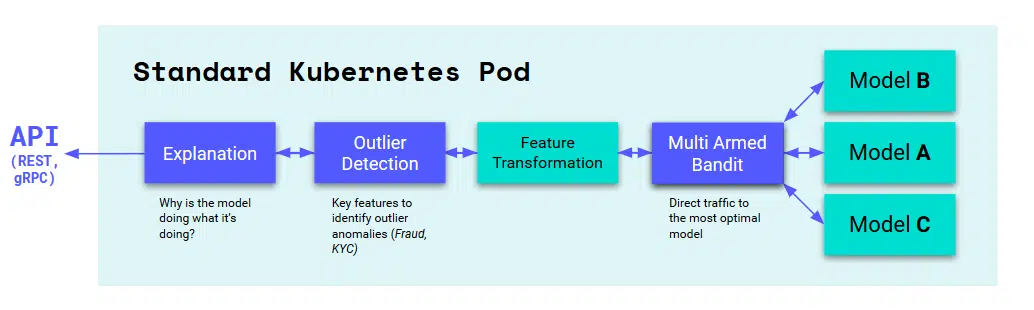 Standard Kubernetes Pod
API
(REST,
gRPC)
Explanation
Why is the model
doing what it's
doing?
Outlier
Detection
Key features to
identify outlier
anomalies (Fraud,
KYC)
Feature
Transformation
Multi Armed
Bandit
Direct traffic to
the most optimal
model
Model B
Model A
Model C